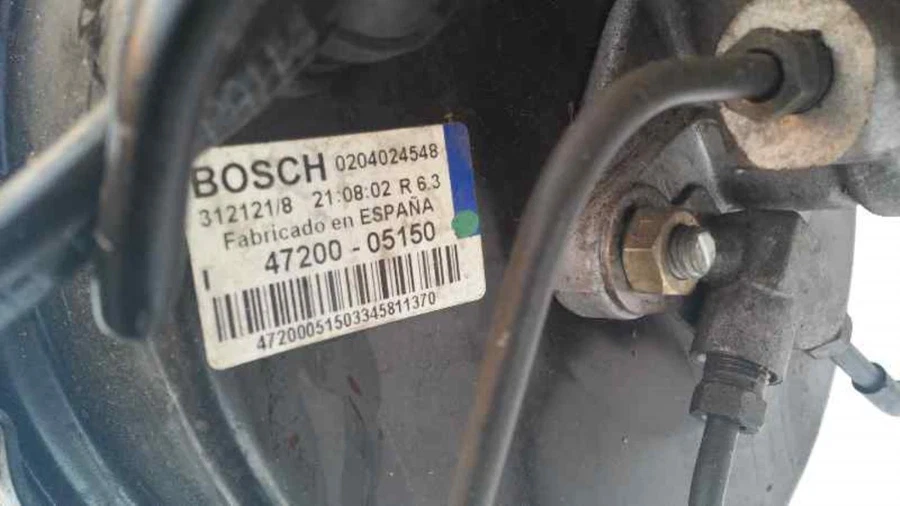 BOSCH 0204024548
312121/8 21:08:02 R 6.3
Fabricado en ESPAÑA
47200 - 05150
I
47200051503345811370